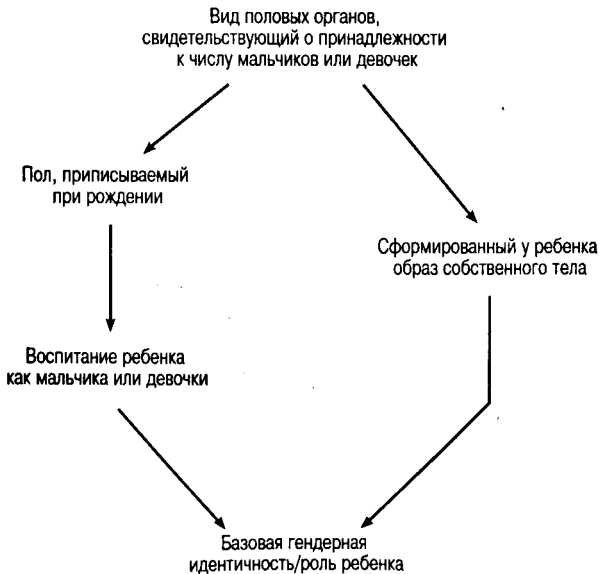 Вид половых органов,
свидетельствующий о принадлежности
к числу мальчиков или девочек
Пол, приписываемый
при рождении
Сформированный у ребенка
образ собственного тела
Воспитание ребенка
как мальчика или девочки
Базовая гендерная
идентичность/роль ребенка